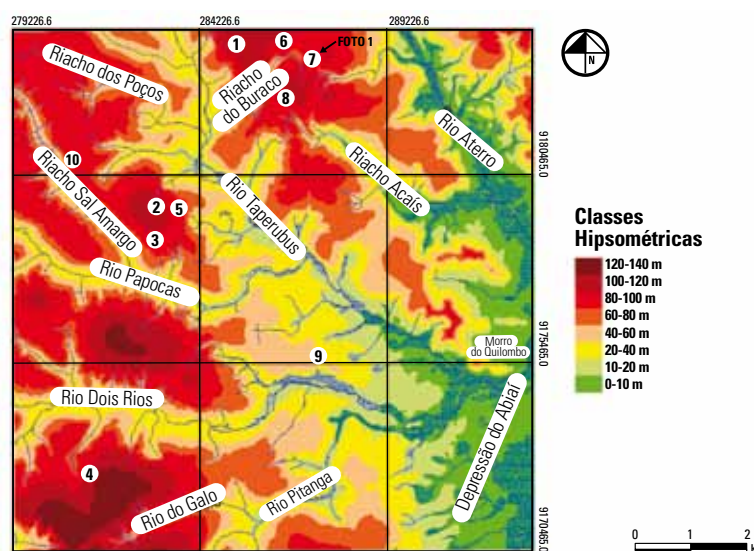 279226.6 284226.6 289226.6
1 6 FOTO 1
7
Riacho dos Poços
Riacho
do Buraco
8
Rio Aterro
N
9180465.0
10
Riacho Sal Amargo
Riacho Acaís
2 5
3
Rio Taperubus
Rio Papocas
Classes
Hipsométricas
120-140 m
100-120 m
80-100 m
60-80 m
40-60 m
20-40 m
10-20 m
0-10 m
Morro
do Quilombo
9
9175465.0
Rio Dois Rios
Depressão do Abiaí
4
Rio do Galo
Rio Pitanga
9170465.0
0 1 2